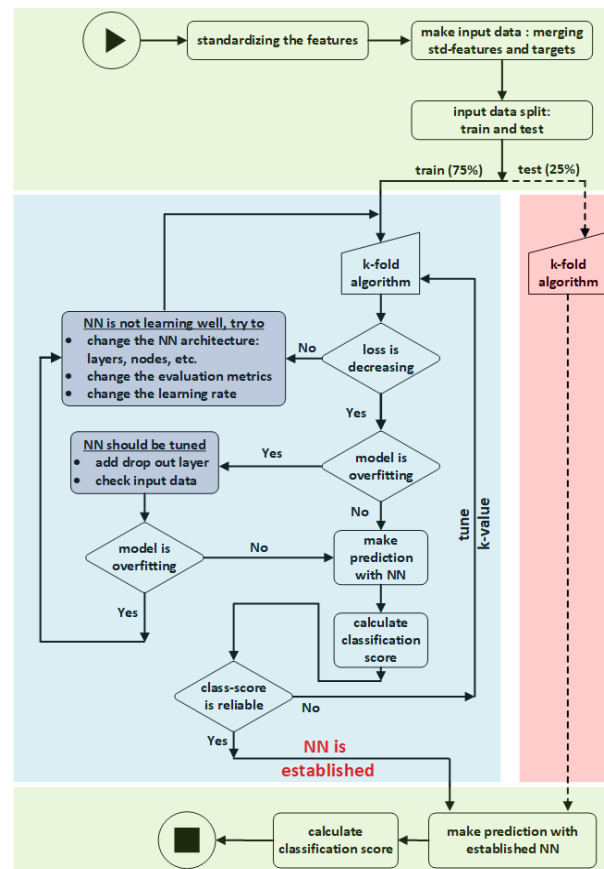 standardizing the features
make input data : merging
std-features and targets
input data split:
train and test
train (75%)
test (25%)
k-fold
algorithm
k-fold
algorithm
NN is not learning well, try to
• change the NN architecture:
layers, nodes, etc.
• change the evaluation metrics
• change the learning rate
No
loss is
decreasing
Yes
NN should be tuned
• add drop out layer
• check input data
Yes
model is
overfitting
No
model is
overfitting
No
make
prediction
with NN
tune
k-value
Yes
calculate
classification
score
class-score
is reliable
No
Yes
NN is
established
calculate
classification score
make prediction with
established NN